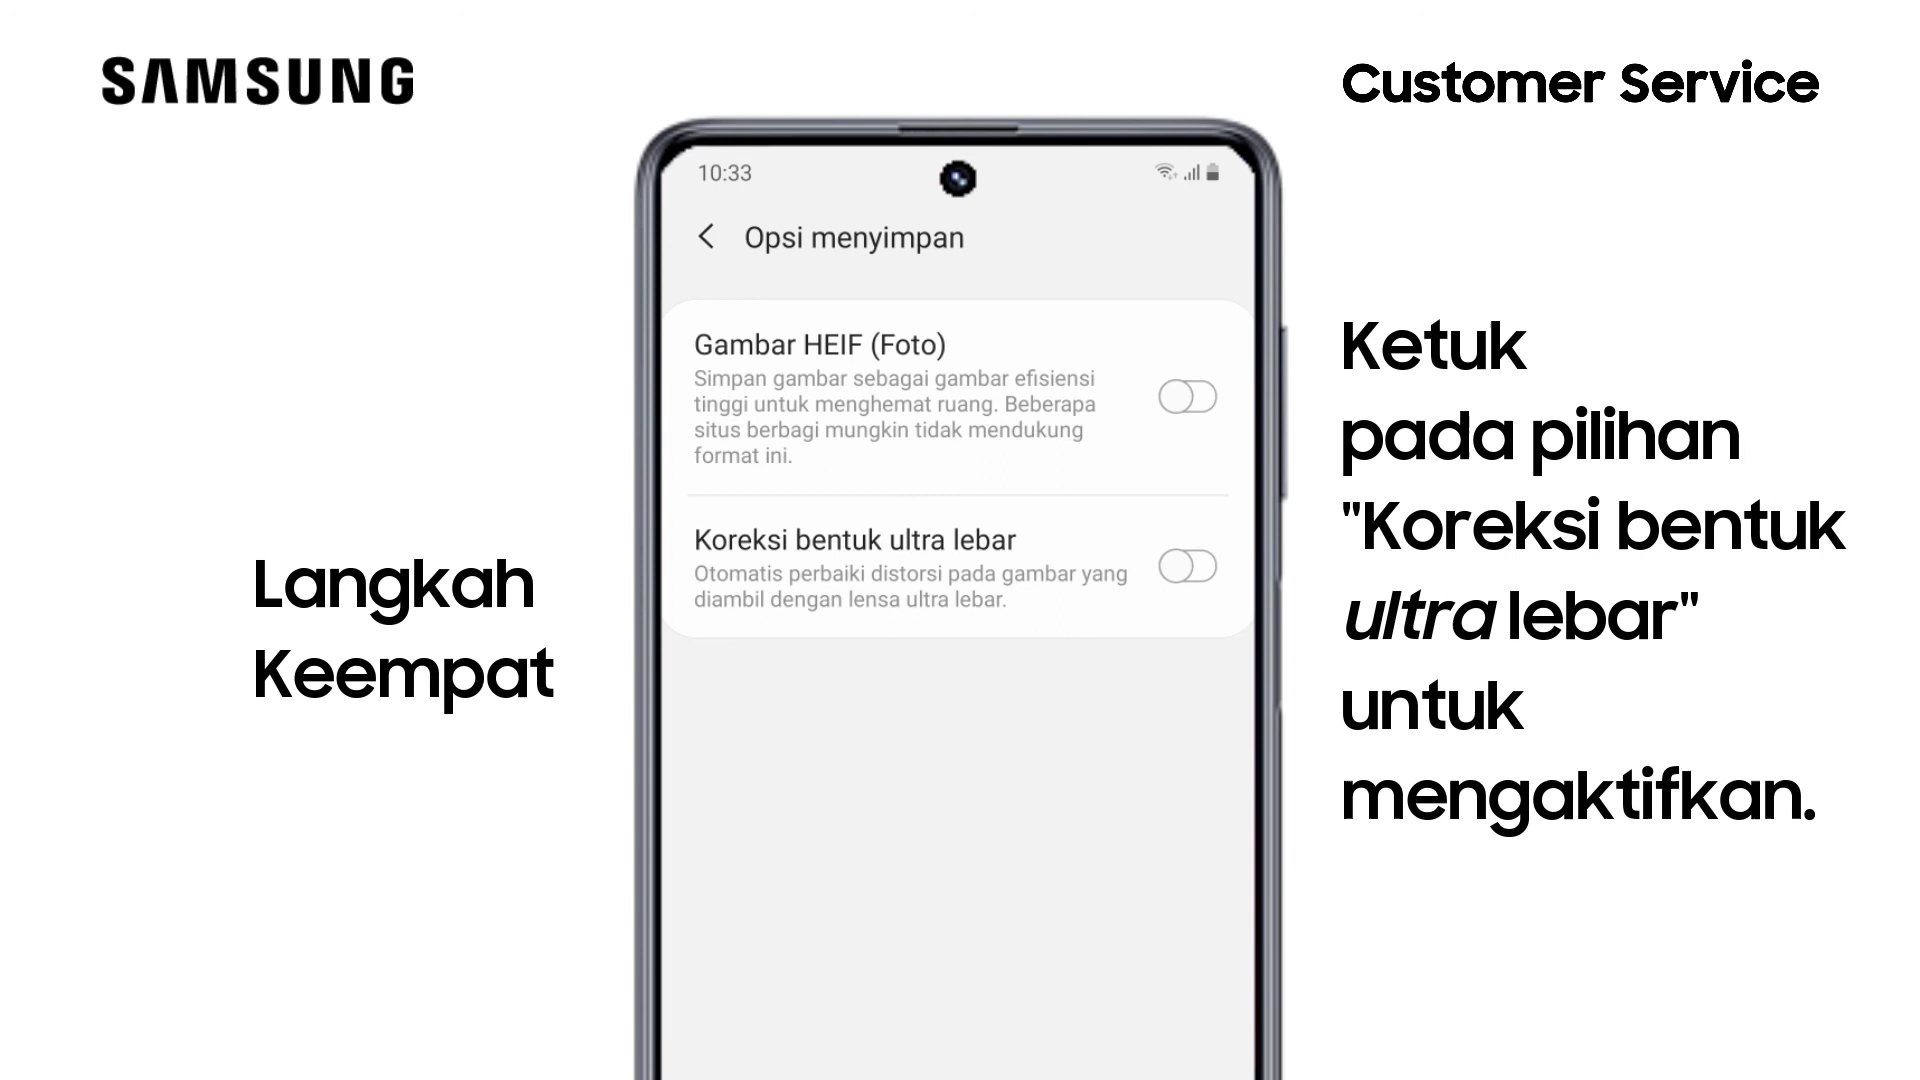 SAMSUNG
Customer Service
10:33
Opsi menyimpan
Gambar HEIF (Foto)
Simpan gambar sebagai gambar efisiensi
tinggi untuk menghemat ruang. Beberapa
situs berbagi mungkin tidak mendukung
format ini.
Koreksi bentuk ultra lebar
Otomatis perbaiki distorsi pada gambar yang
diambil dengan lensa ultra lebar.
Langkah
Keempat
Ketuk
pada pilihan
"Koreksi bentuk
ultra lebar"
untuk
mengaktifkan.